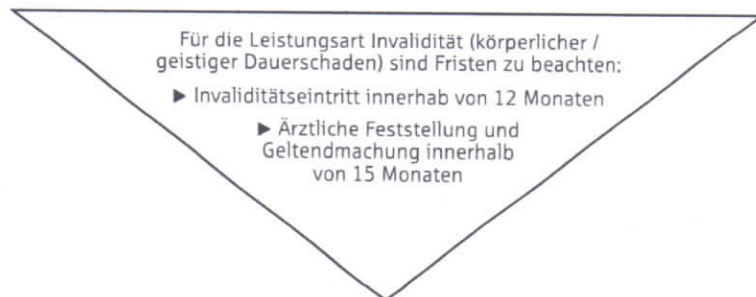 Für die Leistungsart Invalidität (körperlicher /
geistiger Dauerschaden) sind Fristen zu beachten:
▶ Invaliditätseintritt innerhab von 12 Monaten
▶ Ärztliche Feststellung und
Geltendmachung innerhalb
von 15 Monaten